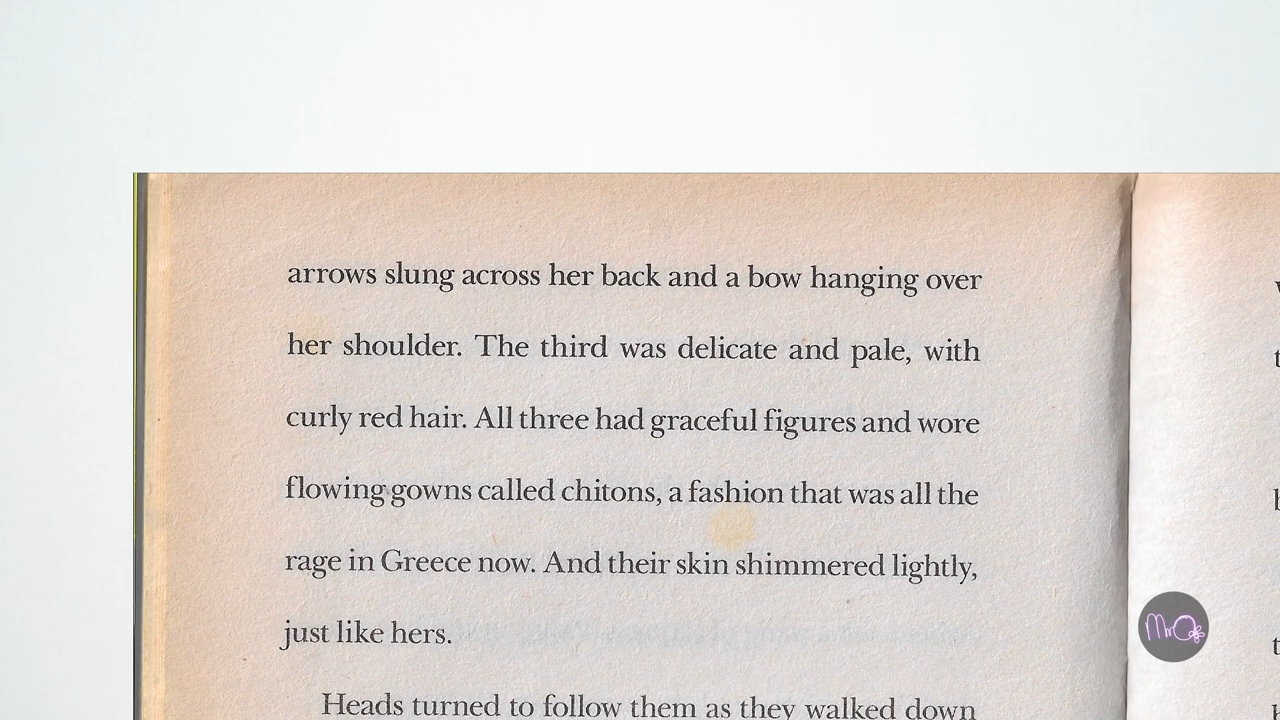 arrows slung across her back and a bow hanging over
her shoulder. The third was delicate and pale, with
curly red hair. All three had graceful figures and wore
flowing gowns called chitons, a fashion that was all the
rage in Greece now. And their skin shimmered lightly,
just like hers.
Heads turned to follow them as they walked down